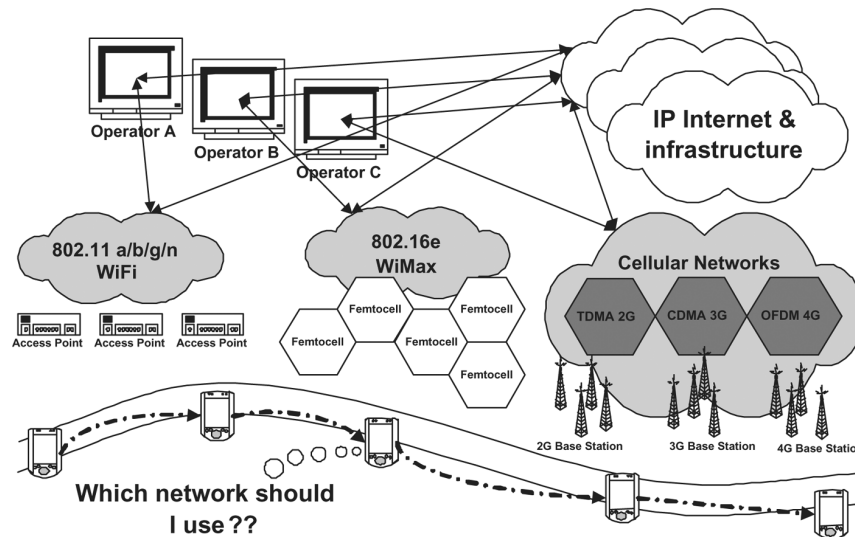 Operator A
Operator B
Operator C
IP Internet &
infrastructure
802.11 a/b/g/n
WiFi
802.16e
WiMax
Cellular Networks
TDMA 2G
CDMA 3G
OFDM 4G
Access Point
Access Point
Access Point
Femtocell
Femtocell
Femtocell
Femtocell
Femtocell
2G Base Station
3G Base Station
4G Base Station
Which network should
I use ??